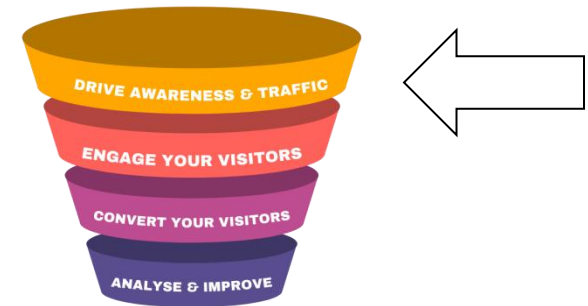 DRIVE AWARENESS & TRAFFIC
ENGAGE YOUR VISITORS
CONVERT YOUR VISITORS
ANALYSE & IMPROVE